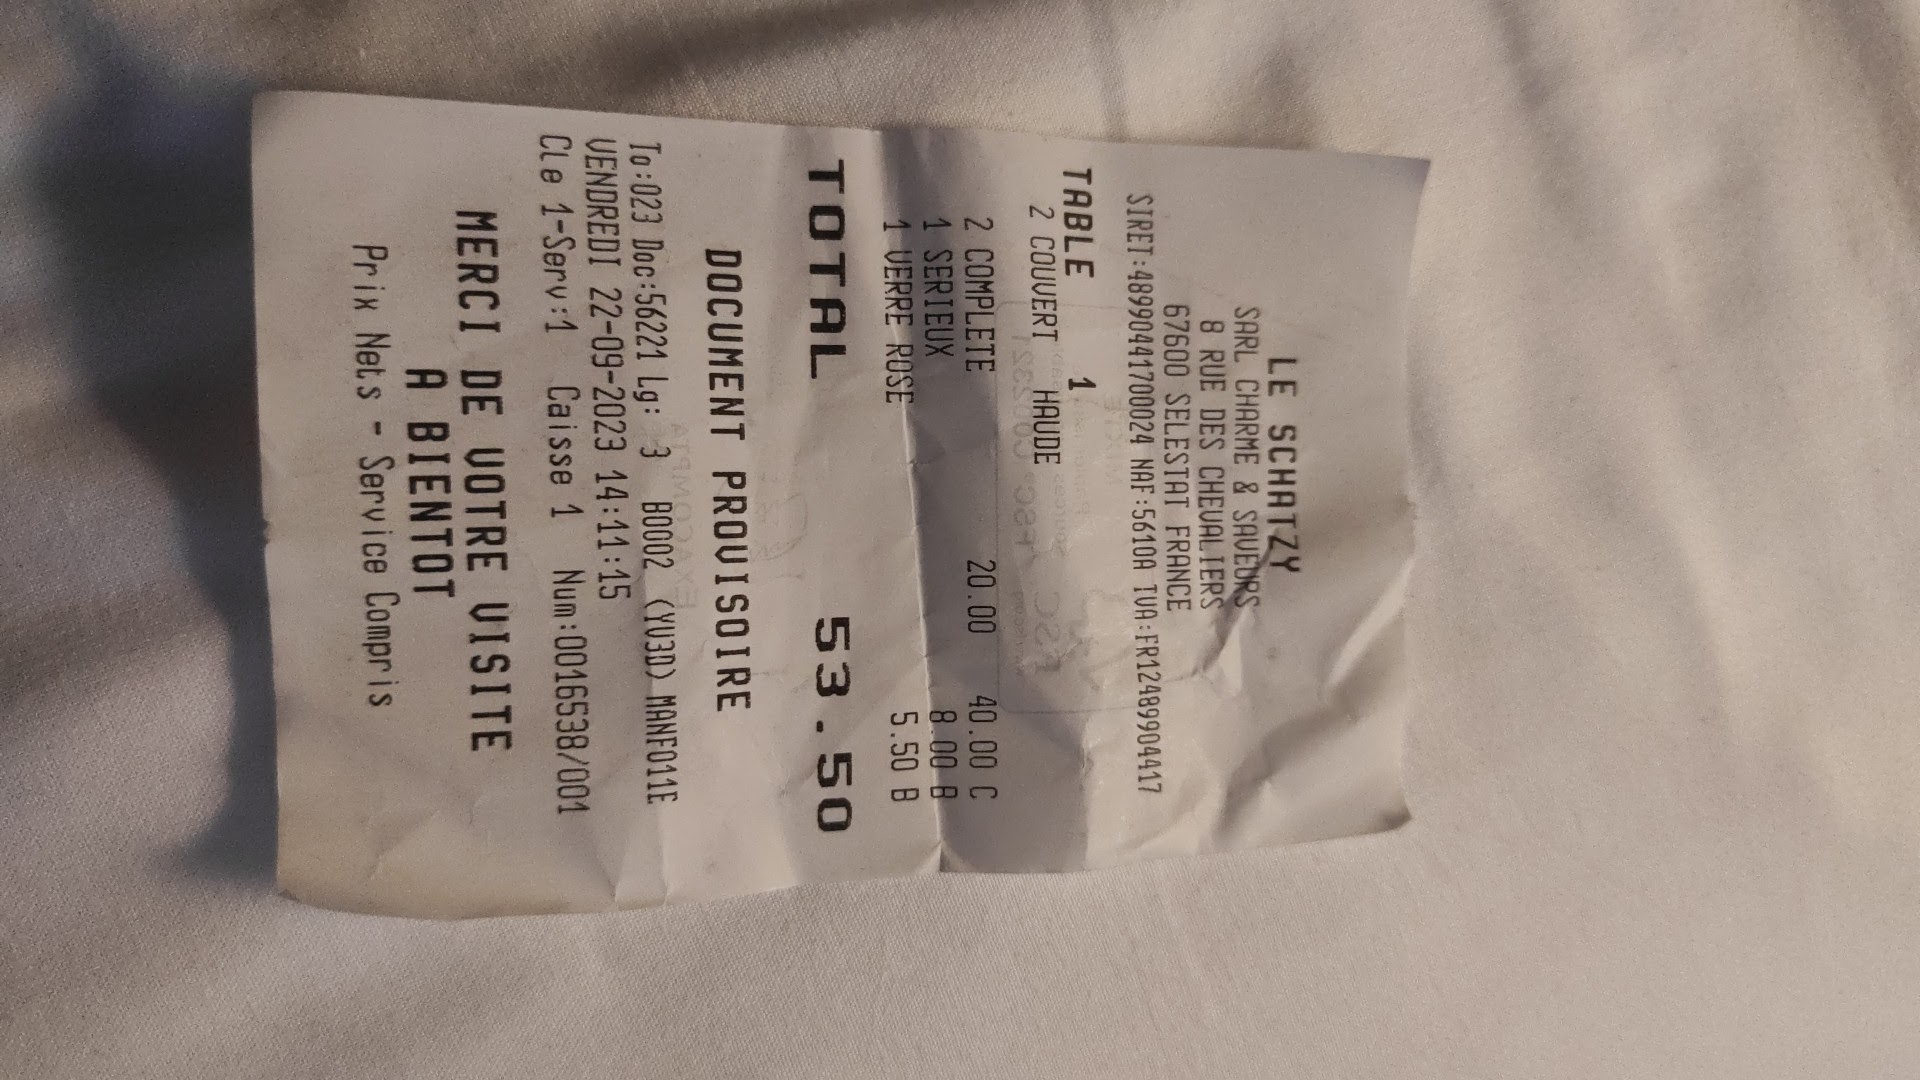 LE SCHATZY
SARL CHARME & SAVEURS
8 RUE DES CHEVALIERS
67600 SELESTAT FRANCE
SIRET:48990441700024 NAF:5610A TVA:FR12489904417
TABLE 1
2 COUVERT HAUDE
2 COMPLETE 20.00 40.00 C
1 SERIEUX 8.00 B
1 VERRE ROSE 5.50 B
TOTAL 53.50
DOCUMENT PROVISOIRE
To:023 Doc:56221 Lg: 3 B0002 (YV3D) MANF011E
VENDREDI 22-09-2023 14:11:15
Cle 1-Serv:1 Caisse 1 Num:0016538/001
MERCI DE VOTRE VISITE
A BIENTOT
Prix Nets - Service Compris